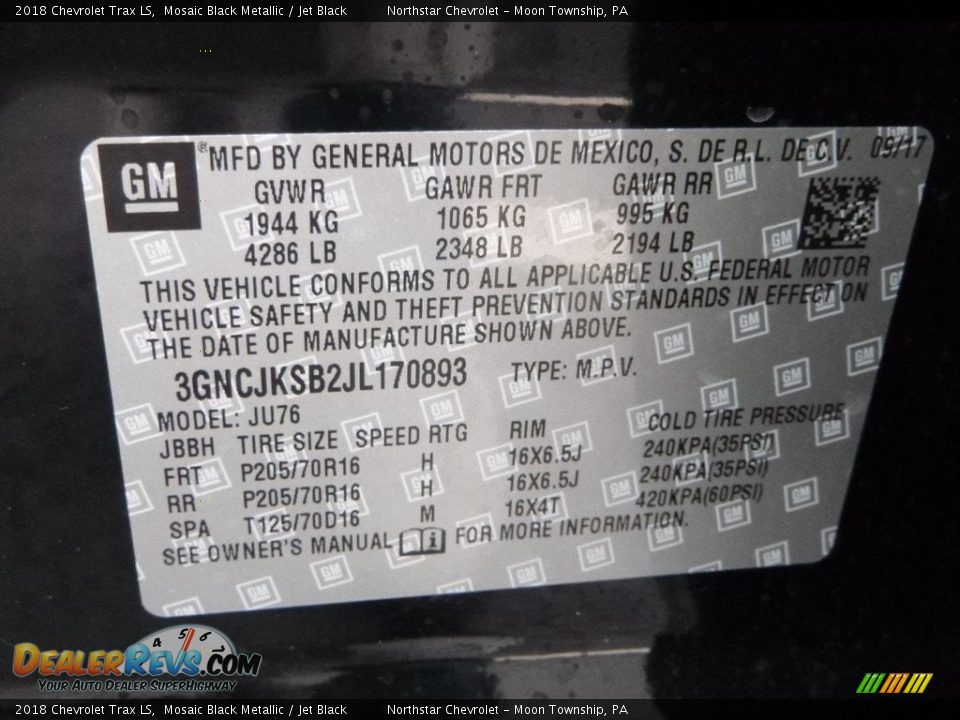 2018 Chevrolet Trax LS, Mosaic Black Metallic / Jet Black Northstar Chevrolet - Moon Township, PA
GM ® MFD BY GENERAL MOTORS DE MEXICO, S. DE R.L. DE C.V. 09/17
GVWR GAWR FRT GAWR RR
1944 KG 1065 KG 995 KG
4286 LB 2348 LB 2194 LB
THIS VEHICLE CONFORMS TO ALL APPLICABLE U.S. FEDERAL MOTOR
VEHICLE SAFETY AND THEFT PREVENTION STANDARDS IN EFFECT ON
THE DATE OF MANUFACTURE SHOWN ABOVE.
3GNCJKSB2JL170893 TYPE: M.P.V.
MODEL: JU76
JBBH TIRE SIZE SPEED RTG RIM COLD TIRE PRESSURE
FRT P205/70R16 H 16X6.5J 240KPA(35PSI)
RR P205/70R16 H 16X6.5J 240KPA(35PSI)
SPA T125/70D16 M 16X4T 420KPA(60PSI)
SEE OWNER'S MANUAL i FOR MORE INFORMATION.
4 5 6
DEALERREVS.COM
YOUR AUTO DEALER SUPERHIGHWAY
2018 Chevrolet Trax LS, Mosaic Black Metallic / Jet Black Northstar Chevrolet - Moon Township, PA